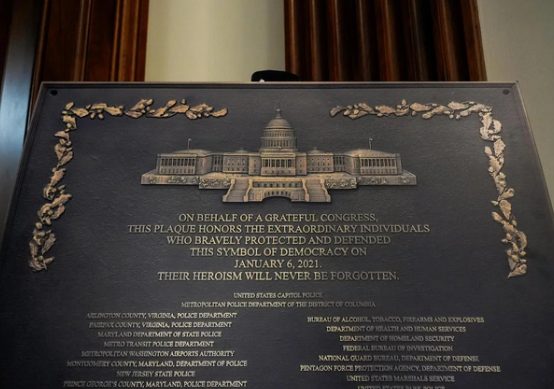 ON BEHALF OF A GRATEFUL CONGRESS,
THIS PLAQUE HONORS THE EXTRAORDINARY INDIVIDUALS
WHO BRAVELY PROTECTED AND DEFENDED
THIS SYMBOL OF DEMOCRACY ON
JANUARY 6, 2021.
THEIR HEROISM WILL NEVER BE FORGOTTEN.
UNITED STATES CAPITOL POLICE
METROPOLITAN POLICE DEPARTMENT OF THE DISTRICT OF COLUMBIA
ARLINGTON COUNTY, VIRGINIA, POLICE DEPARTMENT
FAIRFAX COUNTY, VIRGINIA, POLICE DEPARTMENT
MARYLAND DEPARTMENT OF STATE POLICE
METRO TRANSIT POLICE DEPARTMENT
METROPOLITAN WASHINGTON AIRPORTS AUTHORITY
MONTGOMERY COUNTY, MARYLAND, DEPARTMENT OF POLICE
NEW JERSEY STATE POLICE
PRINCE GEORGE'S COUNTY, MARYLAND, POLICE DEPARTMENT
BUREAU OF ALCOHOL, TOBACCO, FIREARMS AND EXPLOSIVES
DEPARTMENT OF HEALTH AND HUMAN SERVICES
DEPARTMENT OF HOMELAND SECURITY
FEDERAL BUREAU OF INVESTIGATION
NATIONAL GUARD BUREAU, DEPARTMENT OF DEFENSE
PENTAGON FORCE PROTECTION AGENCY, DEPARTMENT OF DEFENSE
UNITED STATES MARSHALS SERVICE
UNITED STATES PARK POLICE